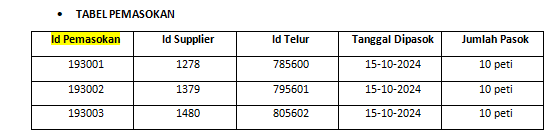 • TABEL PEMASOKAN
Id Pemasokan Id Supplier Id Telur Tanggal Dipasok Jumlah Pasok
193001 1278 785600 15-10-2024 10 peti
193002 1379 795601 15-10-2024 10 peti
193003 1480 805602 15-10-2024 10 peti